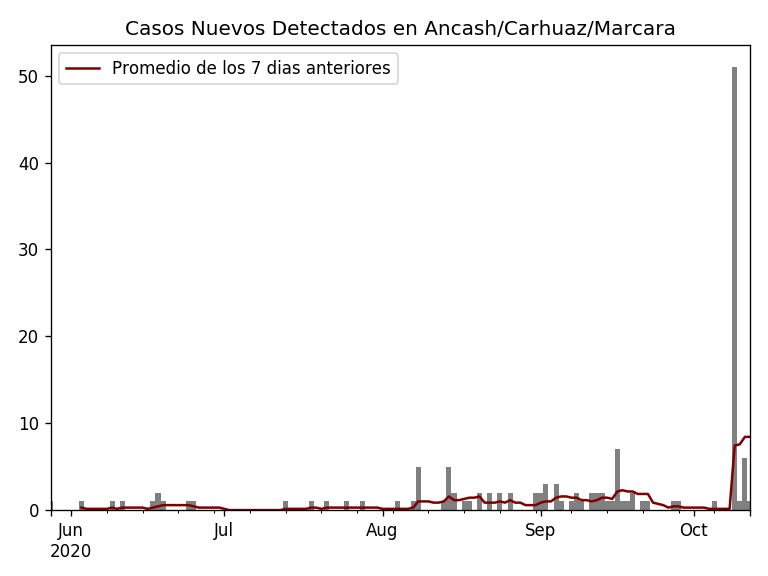 Casos Nuevos Detectados en Ancash/Carhuaz/Marcara
Promedio de los 7 dias anteriores
50
40
30
20
10
0
Jun Jul Aug Sep Oct
2020